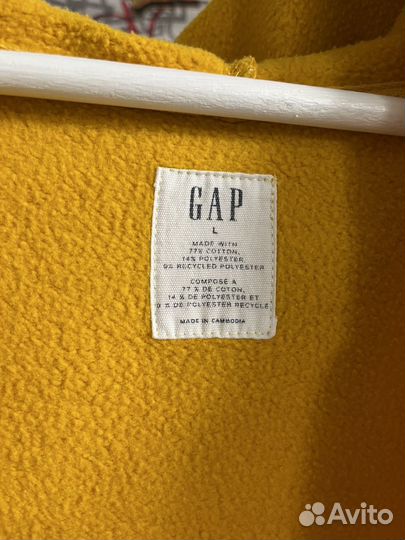 GAP
L
MADE WITH
77% COTTON,
14% POLYESTER
9% RECYCLED POLYESTER
COMPOSÉ À
77 % DE COTON,
14 % DE POLYESTER ET
9 % DE POLYESTER RECYCLÉ
MADE IN CAMBODIA
Avito